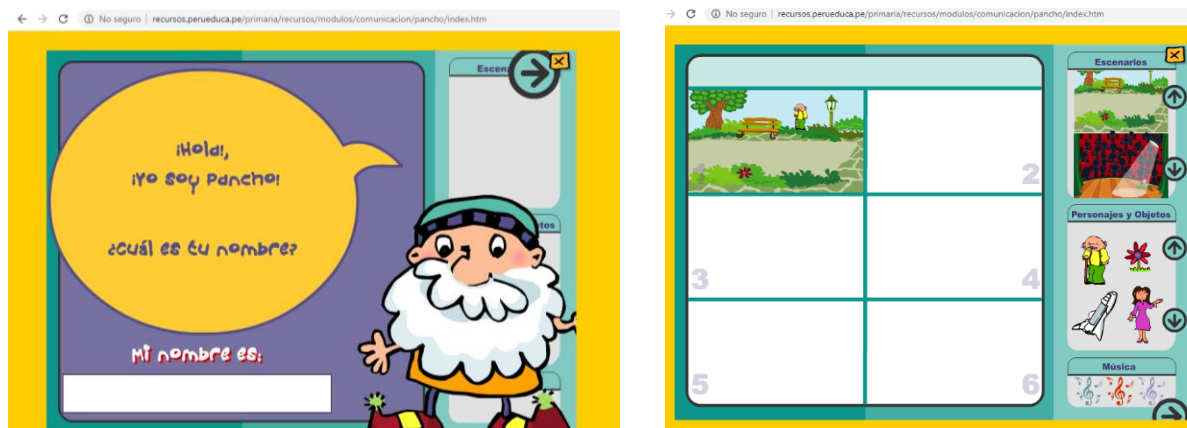 No seguro | recursos.perueduca.pe/primaria/recursos/modulos/comunicacion/pancho/index.htm
¡Hola!,
¡Yo soy Pancho!
¿Cuál es tu nombre?
Mi nombre es:
No seguro | recursos.perueduca.pe/primaria/recursos/modulos/comunicacion/pancho/index.htm
Escenarios
1
2
3
4
5
6
Personajes y Objetos
Música